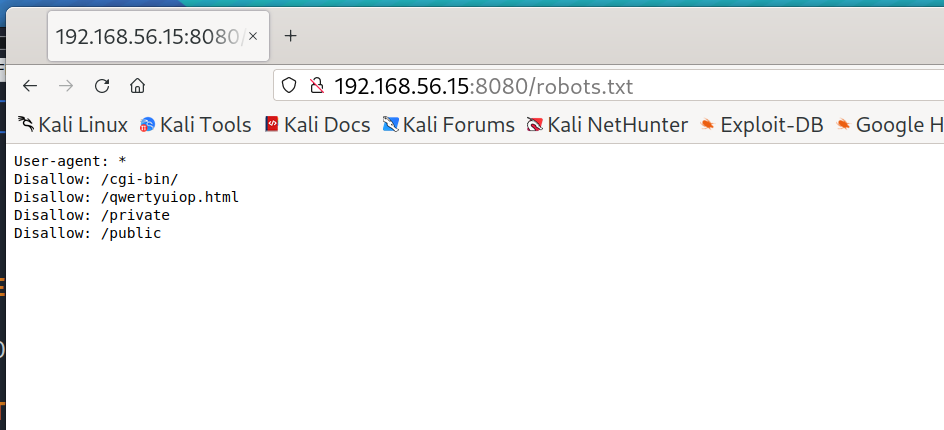 192.168.56.15:8080/
192.168.56.15:8080/robots.txt
Kali Linux Kali Tools Kali Docs Kali Forums Kali NetHunter Exploit-DB Google H
User-agent: *
Disallow: /cgi-bin/
Disallow: /qwertyuiop.html
Disallow: /private
Disallow: /public